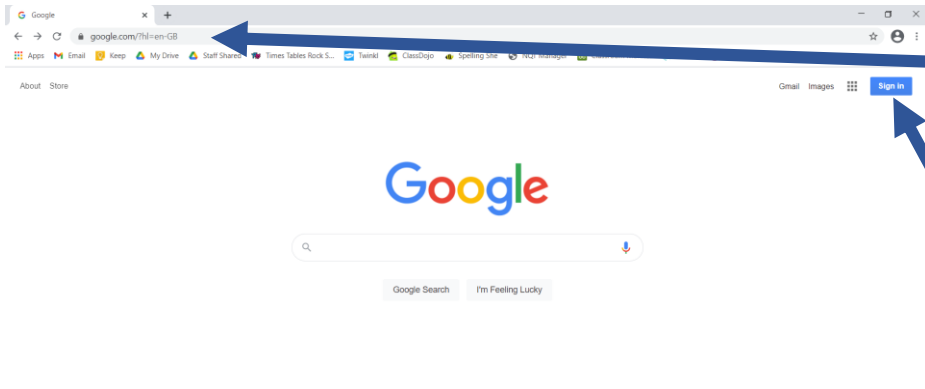 Google
google.com/?hl=en-GB
Apps Email Keep My Drive Staff Shared Times Tables Rock S... Twinkl ClassDojo Spelling She NQT Manager
About Store Gmail Images Sign in
Google
Google Search I'm Feeling Lucky